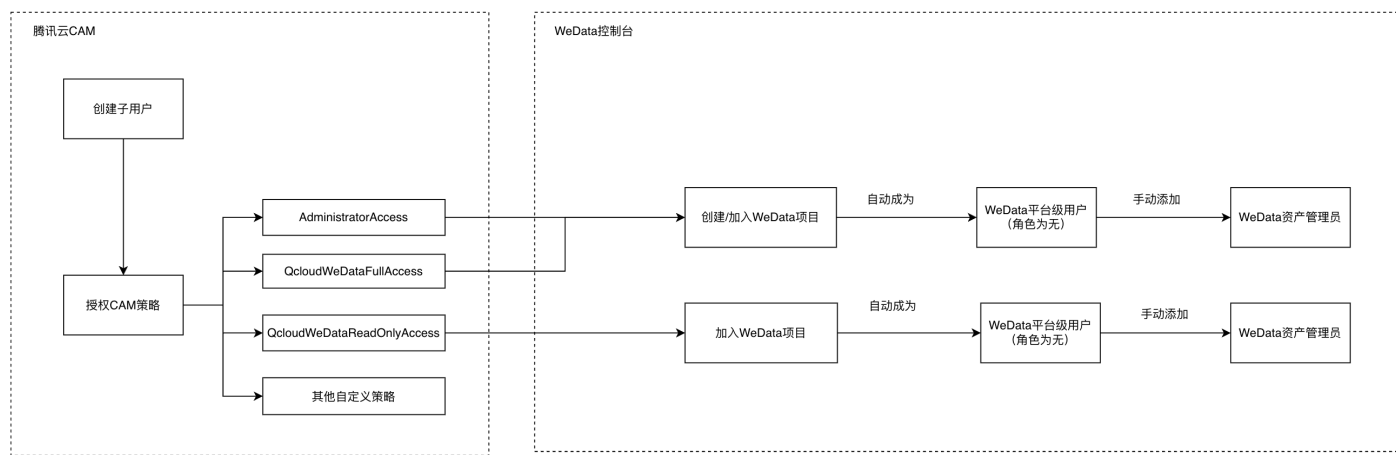 腾讯云CAM
创建子用户
授权CAM策略
AdministratorAccess
QcloudWeDataFullAccess
QcloudWeDataReadOnlyAccess
其他自定义策略
WeData控制台
创建/加入WeData项目
自动成为
WeData平台级用户
（角色为无）
手动添加
WeData资产管理员
加入WeData项目
自动成为
WeData平台级用户
（角色为无）
手动添加
WeData资产管理员